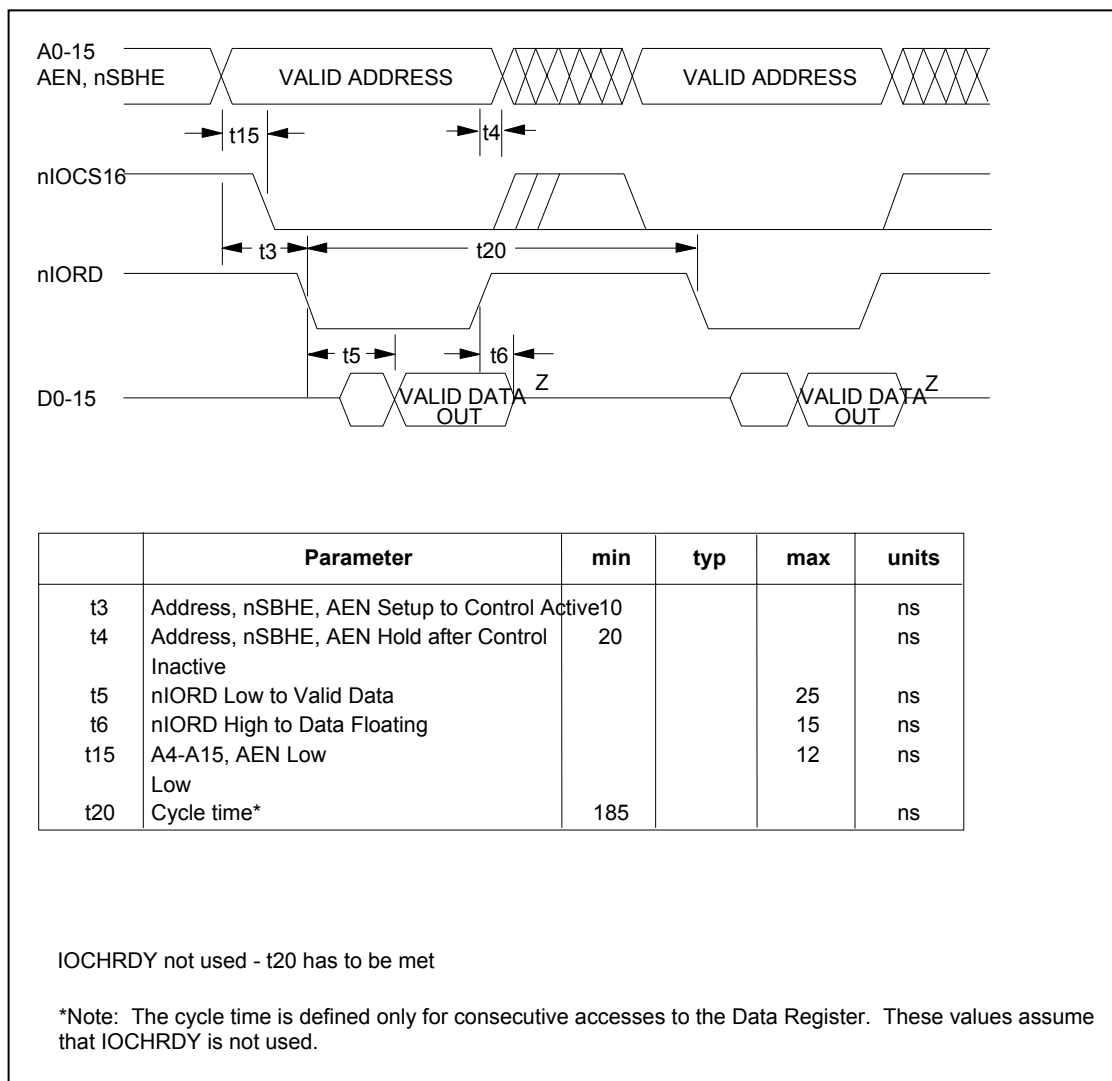 A0-15
AEN, nSBHE
VALID ADDRESS
VALID ADDRESS
t15
t4
nIOCS16
t3
t20
nIORD
t5
t6
D0-15
VALID DATA
OUT
Z
VALID DATA
OUT
Z
Parameter min typ max units
t3 Address, nSBHE, AEN Setup to Control Active 10 ns
t4 Address, nSBHE, AEN Hold after Control 20 ns
Inactive
t5 nIORD Low to Valid Data 25 ns
t6 nIORD High to Data Floating 15 ns
t15 A4-A15, AEN Low 12 ns
Low
t20 Cycle time* 185 ns
IOCHRDY not used - t20 has to be met
*Note: The cycle time is defined only for consecutive accesses to the Data Register. These values assume
that IOCHRDY is not used.